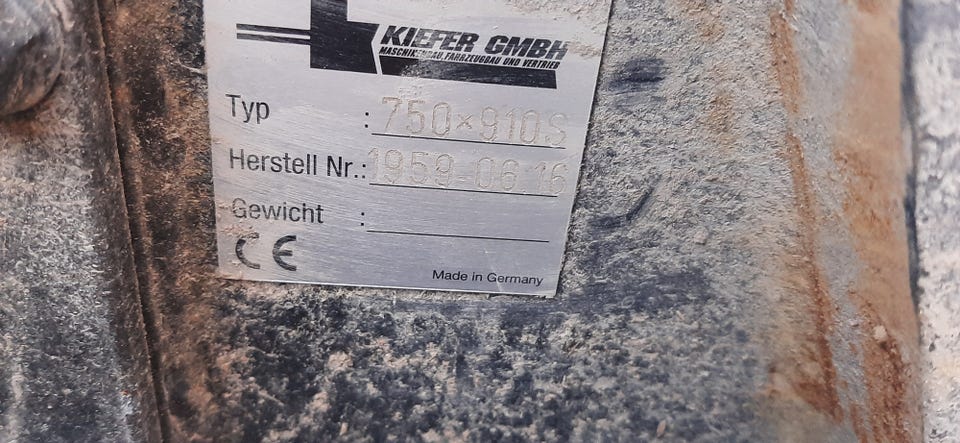 KIEFER GMBH
MASCHINENBAU, FAHRZEUGBAU UND VERTRIEB
Typ : 750×910S
Herstell Nr.: 1959-06.16
Gewicht :
CE
Made in Germany